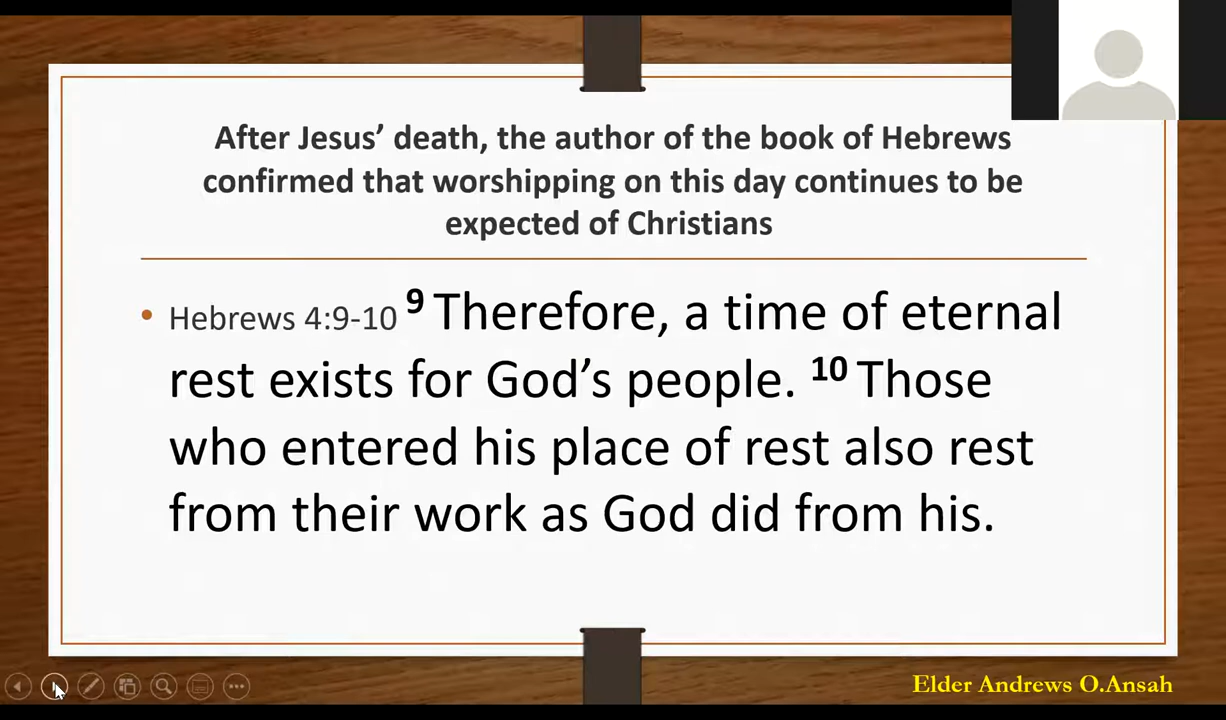 After Jesus’ death, the author of the book of Hebrews
confirmed that worshipping on this day continues to be
expected of Christians
• Hebrews 4:9-10 9 Therefore, a time of eternal
rest exists for God’s people. 10 Those
who entered his place of rest also rest
from their work as God did from his.
Elder Andrews O.Ansah